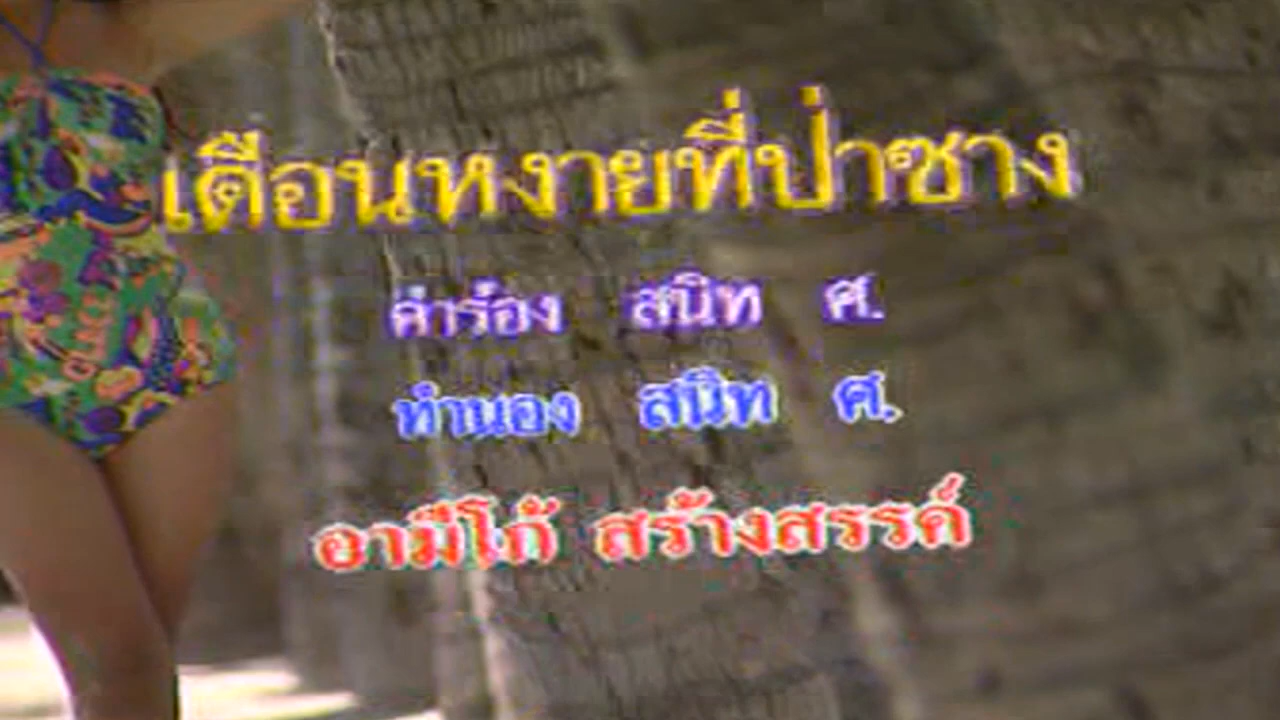 เดือนหงายที่ป่าซาง
คำร้อง สนิท ศ.
ทำนอง สนิท ศ.
อามีโก้ สร้างสรรค์